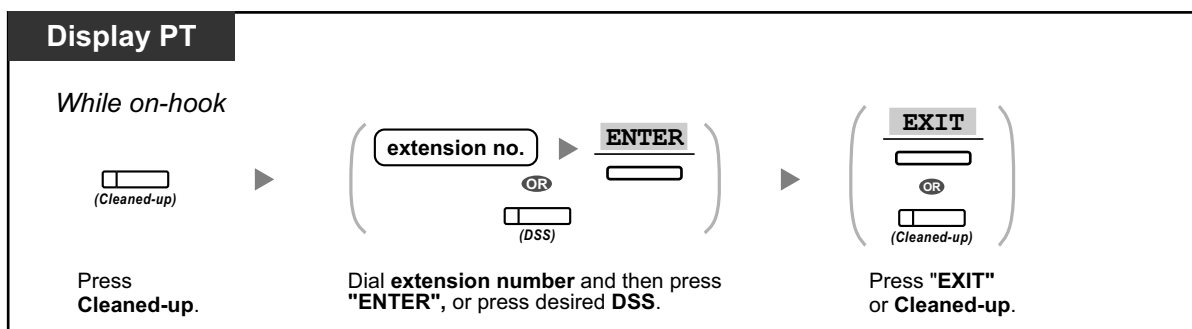 Display PT
While on-hook
extension no.
ENTER
EXIT
OR
OR
(Cleaned-up)
(DSS)
(Cleaned-up)
Press
Cleaned-up.
Dial extension number and then press
"ENTER", or press desired DSS.
Press "EXIT"
or Cleaned-up.